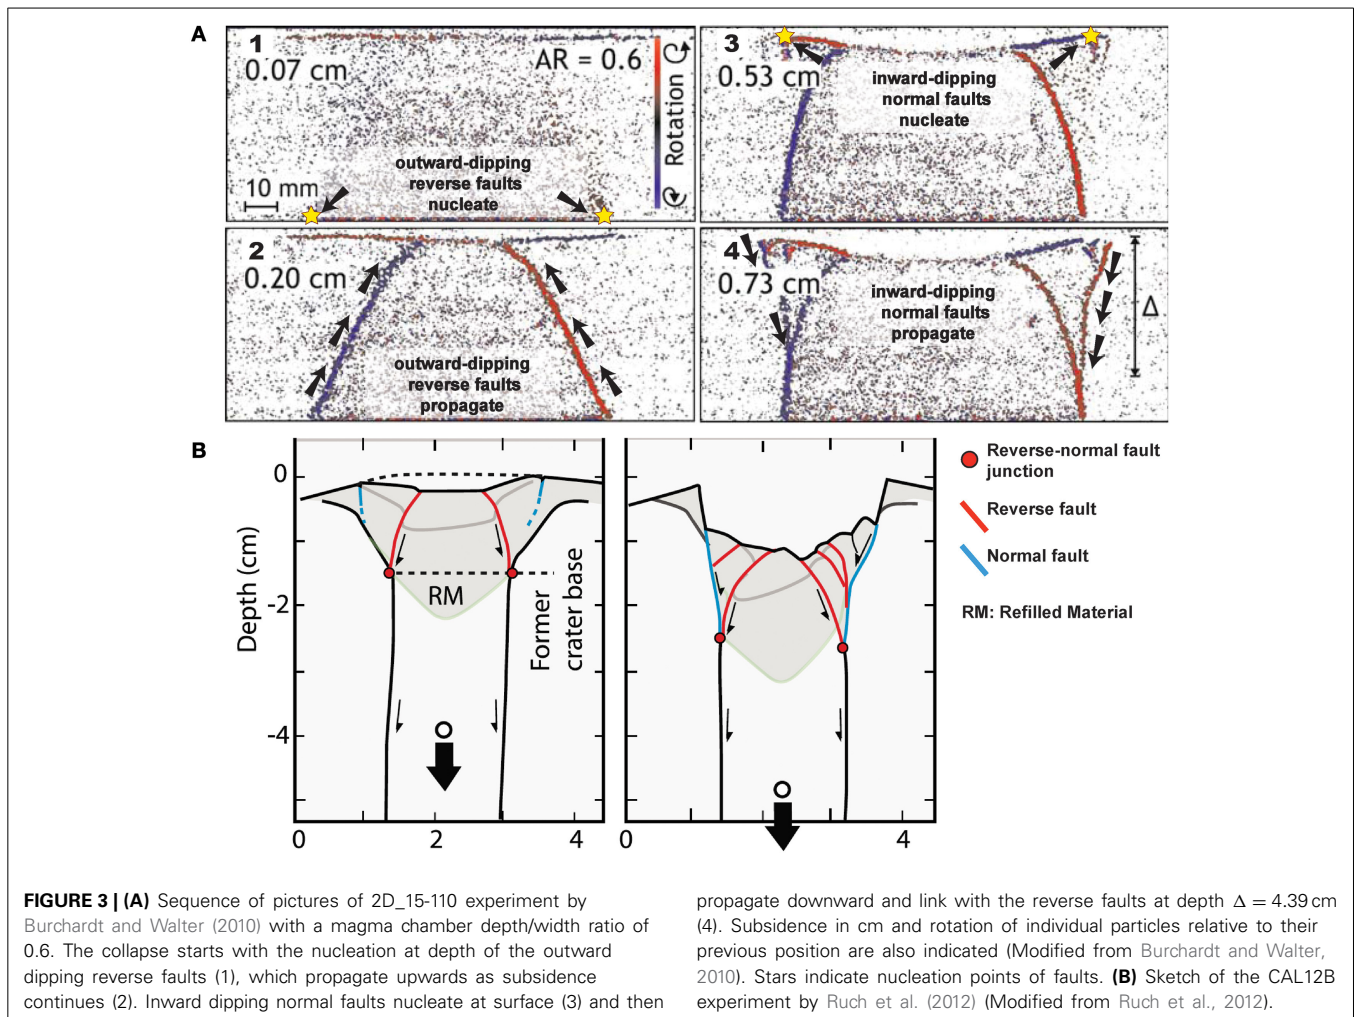 A
1
0.07 cm
AR = 0.6
Rotation
outward-dipping
reverse faults
nucleate
10 mm
2
0.20 cm
outward-dipping
reverse faults
propagate
3
0.53 cm
inward-dipping
normal faults
nucleate
4
0.73 cm
inward-dipping
normal faults
propagate
Δ
B
Depth (cm)
0
-2
-4
RM
Former
crater base
0
2
4
0
4
Reverse-normal fault
junction
Reverse fault
Normal fault
RM: Refilled Material
FIGURE 3 | (A) Sequence of pictures of 2D_15-110 experiment by
Burchardt and Walter (2010) with a magma chamber depth/width ratio of
0.6. The collapse starts with the nucleation at depth of the outward
dipping reverse faults (1), which propagate upwards as subsidence
continues (2). Inward dipping normal faults nucleate at surface (3) and then
propagate downward and link with the reverse faults at depth Δ = 4.39 cm
(4). Subsidence in cm and rotation of individual particles relative to their
previous position are also indicated (Modified from Burchardt and Walter,
2010). Stars indicate nucleation points of faults. (B) Sketch of the CAL12B
experiment by Ruch et al. (2012) (Modified from Ruch et al., 2012).